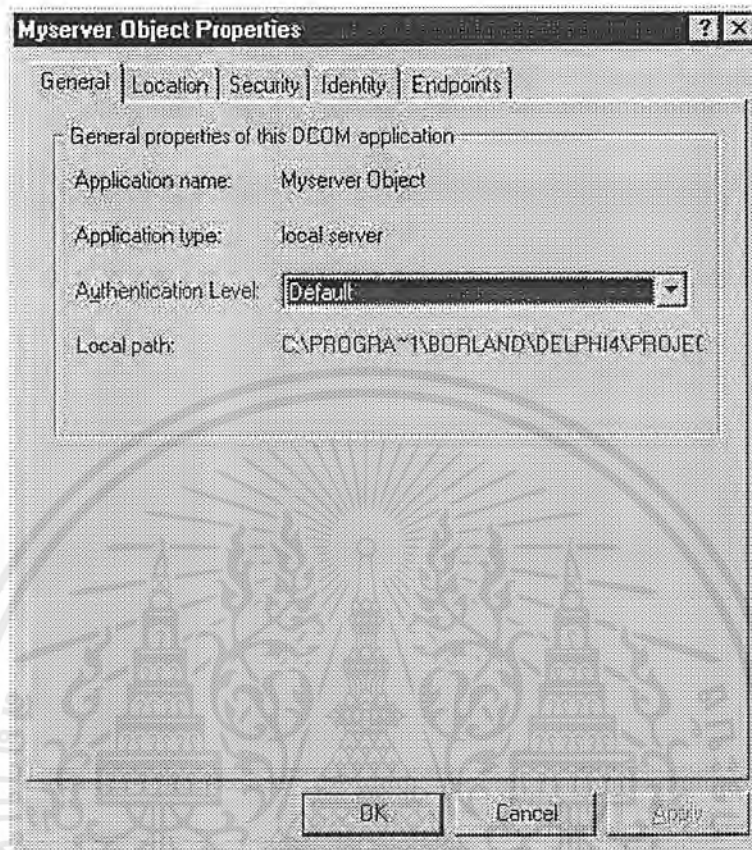 Myserver Object Properties
General Location Security Identity Endpoints
General properties of this DCOM application
Application name: Myserver Object
Application type: local server
Authentication Level: Default
Local path: C:\PROGRA~1\BORLAND\DELPHI4\PROJEC
OK Cancel Apply